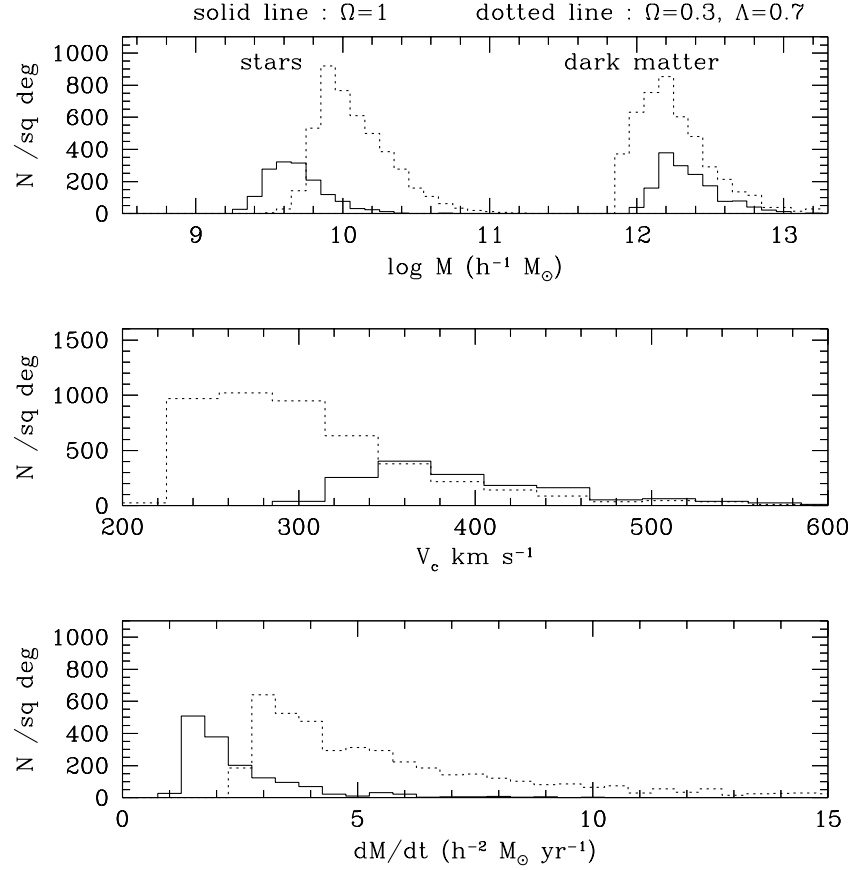 solid line : Ω=1 dotted line : Ω=0.3, Λ=0.7
1000
800
600
400
200
0
N /sq deg
stars dark matter
9 10 11 12 13
log M (h⁻¹ M☉)
1500
1000
500
0
N /sq deg
200 300 400 500 600
V_c km s⁻¹
1000
800
600
400
200
0
N /sq deg
0 5 10 15
dM/dt (h⁻² M☉ yr⁻¹)